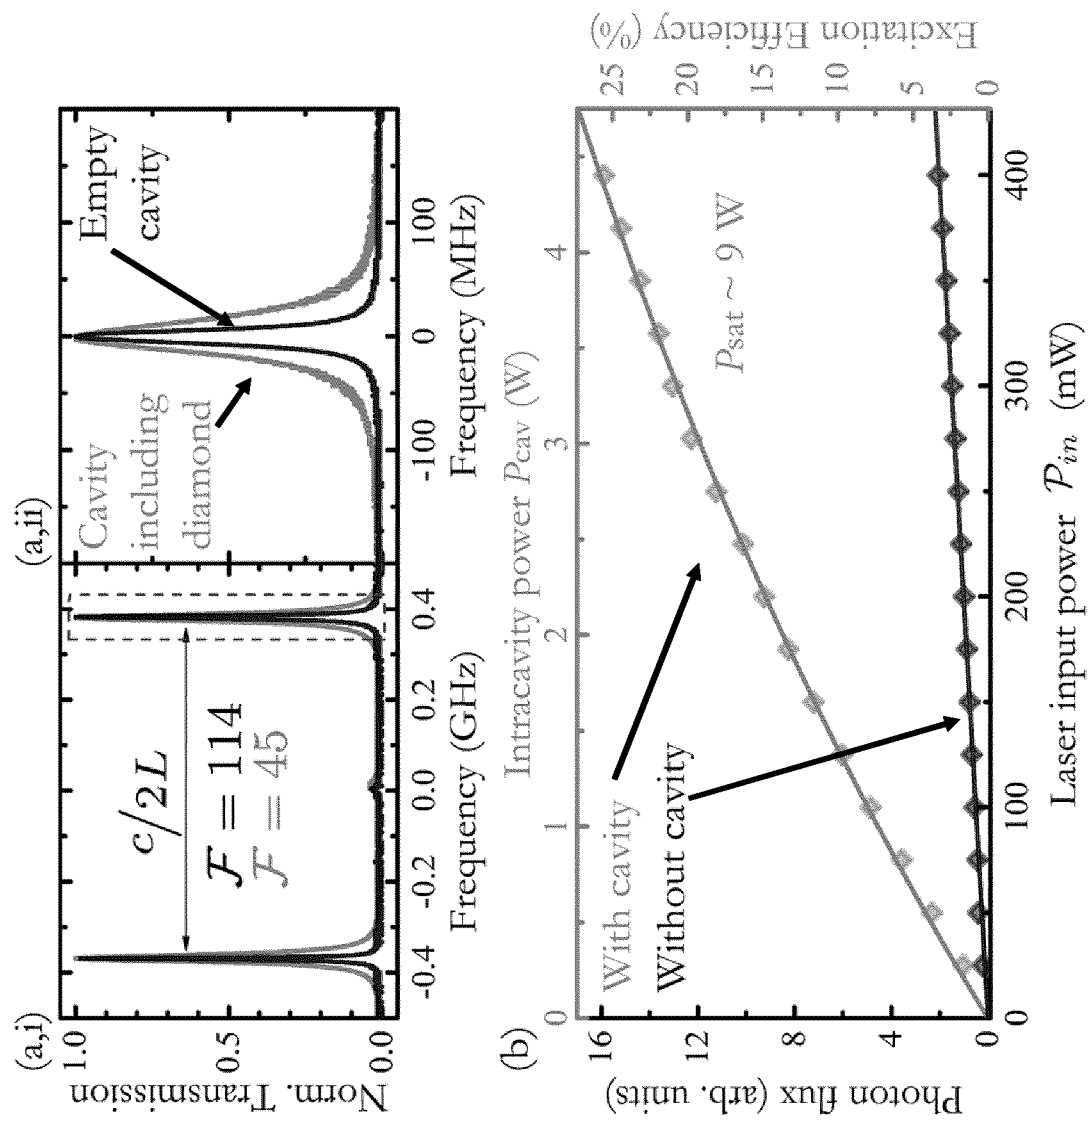 (a,i)
(a,ii)
Norm. Transmission
1.0
0.5
0.0
c/2L
ℱ = 114
ℱ = 45
-0.4
-0.2
0.0
0.2
0.4
Frequency (GHz)
Cavity
including
diamond
Empty
cavity
-100
0
100
Frequency (MHz)
(b)
Intracavity power Pcav (W)
0
1
2
3
4
Photon flux (arb. units)
16
12
8
4
0
With cavity
Without cavity
Psat ~ 9 W
Excitation Efficiency (%)
25
20
15
10
5
0
0
100
200
300
400
Laser input power 𝒫in (mW)